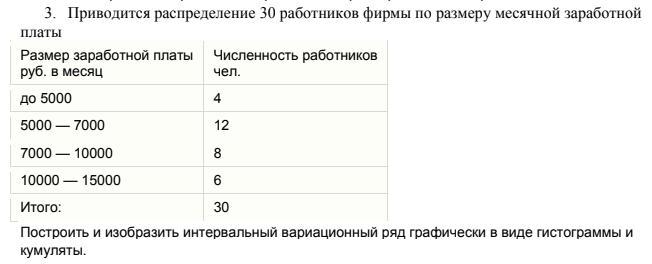 3. Приводится распределение 30 работников фирмы по размеру месячной заработной
платы
Размер заработной платы
руб. в месяц
Численность работников
чел.
до 5000 4
5000 — 7000 12
7000 — 10000 8
10000 — 15000 6
Итого: 30
Построить и изобразить интервальный вариационный ряд графически в виде гистограммы и
кумуляты.